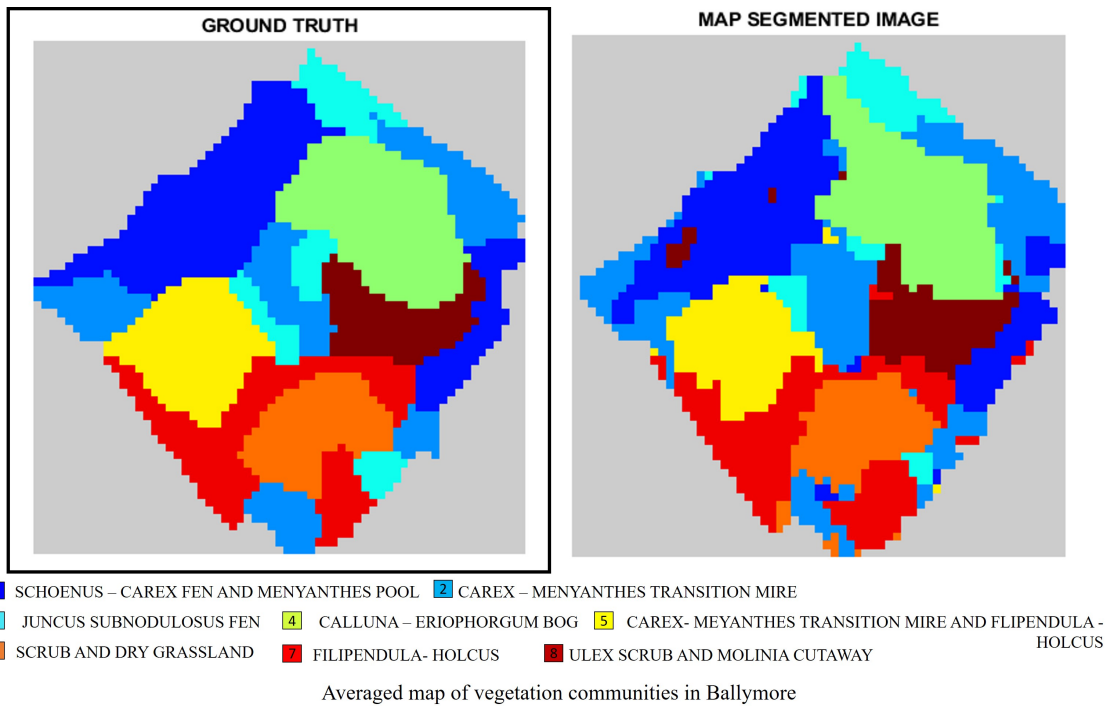 GROUND TRUTH
MAP SEGMENTED IMAGE
SCHOENUS – CAREX FEN AND MENYANTHES POOL 2 CAREX – MENYANTHES TRANSITION MIRE
JUNCUS SUBNODULOSUS FEN 4 CALLUNA – ERIOPHORGUM BOG 5 CAREX- MEYANTHES TRANSITION MIRE AND FLIPENDULA -
HOLCUS
SCRUB AND DRY GRASSLAND 7 FILIPENDULA- HOLCUS 8 ULEX SCRUB AND MOLINIA CUTAWAY
Averaged map of vegetation communities in Ballymore